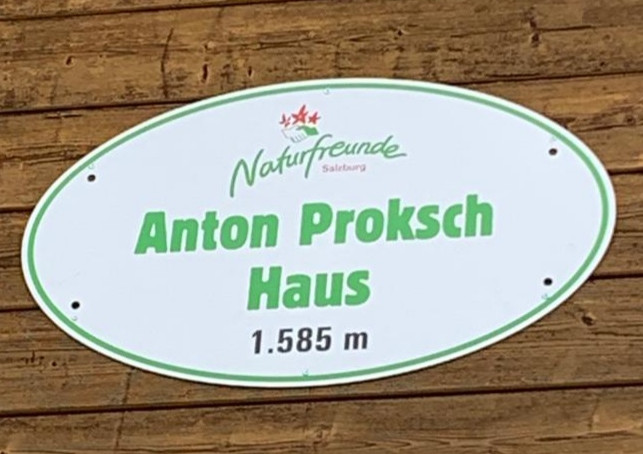 Naturfreunde
Salzburg
Anton Proksch
Haus
1.585 m